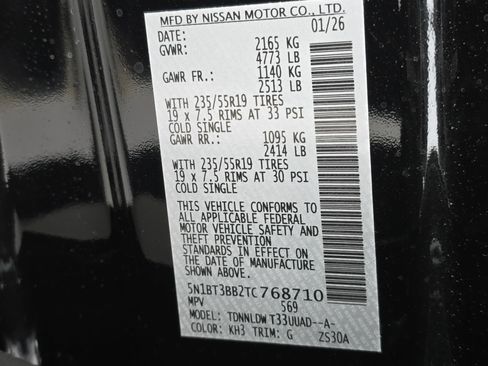 MFD BY NISSAN MOTOR CO., LTD.
DATE: 01/26
GVWR: 2165 KG
4773 LB
GAWR FR.: 1140 KG
2513 LB
WITH 235/55R19 TIRES
19 x 7.5 RIMS AT 33 PSI
COLD SINGLE
GAWR RR.: 1095 KG
2414 LB
WITH 235/55R19 TIRES
19 x 7.5 RIMS AT 30 PSI
COLD SINGLE
THIS VEHICLE CONFORMS TO
ALL APPLICABLE FEDERAL
MOTOR VEHICLE SAFETY AND
THEFT PREVENTION
STANDARDS IN EFFECT ON
THE DATE OF MANUFACTURE
SHOWN ABOVE.
5N1BT3BB2TC768710
MPV 569
MODEL: TDNNLDW T33UUAD--A-
COLOR: KH3 TRIM: G ZS30A